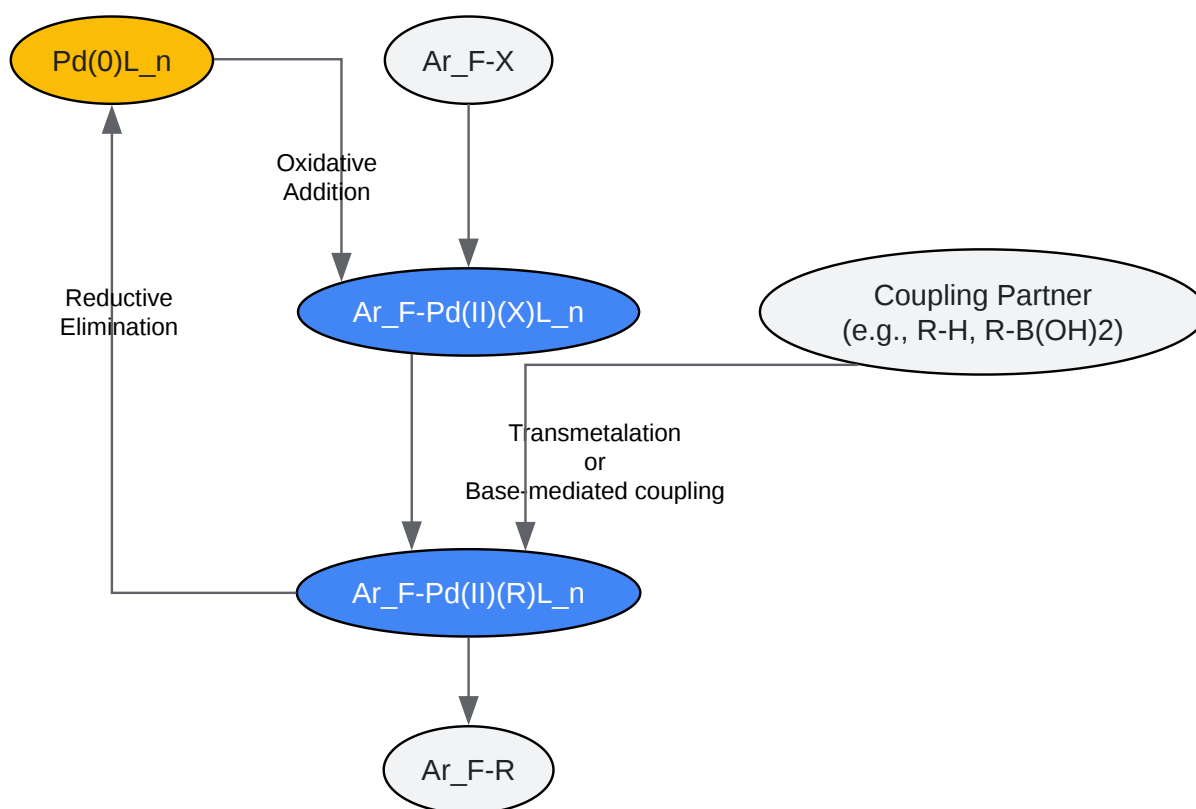 Pd(0)L_n
Ar_F-X
Oxidative
Addition
Reductive
Elimination
Ar_F-Pd(II)(X)L_n
Coupling Partner
(e.g., R-H, R-B(OH)2)
Transmetalation
or
Base-mediated coupling
Ar_F-Pd(II)(R)L_n
Ar_F-R